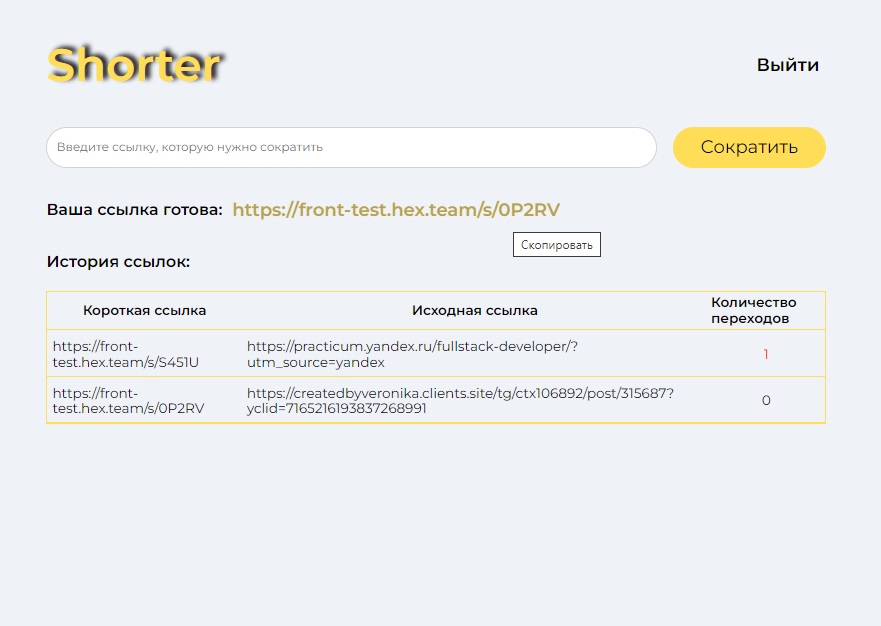 Shorter
Выйти
Введите ссылку, которую нужно сократить
Сократить
Ваша ссылка готова: https://front-test.hex.team/s/0P2RV
Скопировать
История ссылок:
Короткая ссылка
Исходная ссылка
Количество
переходов
https://front-
test.hex.team/s/S451U
https://practicum.yandex.ru/fullstack-developer/?
utm_source=yandex
1
https://front-
test.hex.team/s/0P2RV
https://createdbyveronika.clients.site/tg/ctx106892/post/315687?
yclid=7165216193837268991
0